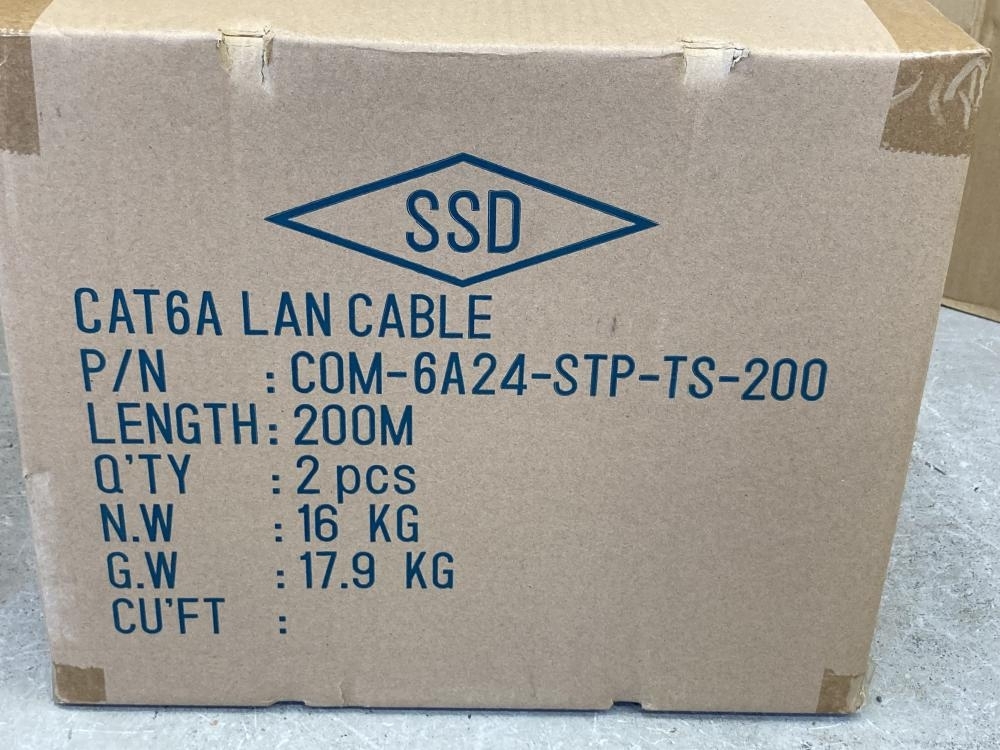 SSD
CAT6A LAN CABLE
P/N : COM-6A24-STP-TS-200
LENGTH: 200M
Q'TY : 2 pcs
N.W : 16 KG
G.W : 17.9 KG
CU'FT :